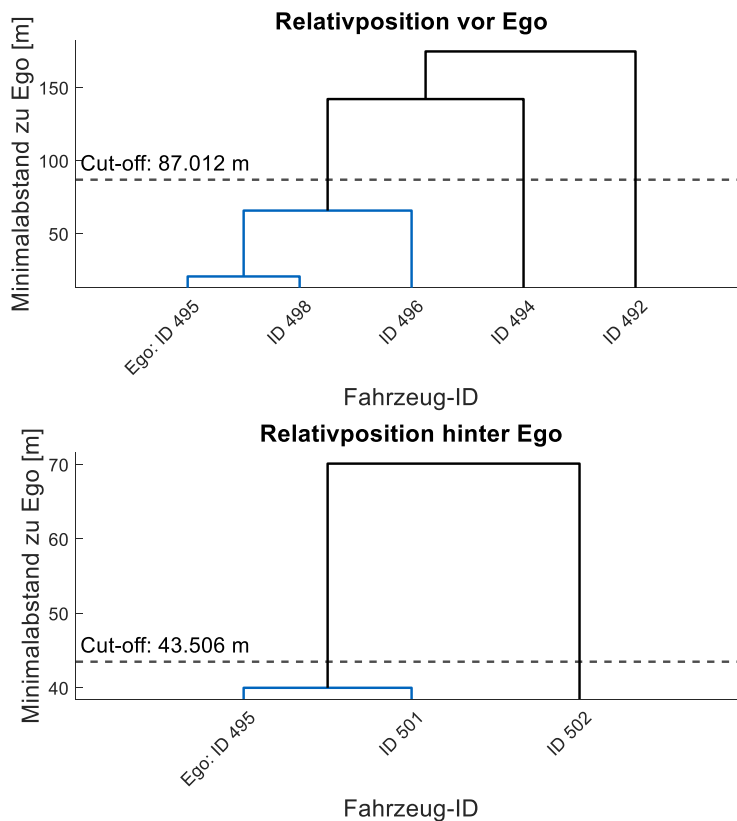 Relativposition vor Ego
Minimalabstand zu Ego [m]
150
100
50
Cut-off: 87.012 m
Ego: ID 495
ID 498
ID 496
ID 494
ID 492
Fahrzeug-ID
Relativposition hinter Ego
Minimalabstand zu Ego [m]
70
60
50
40
Cut-off: 43.506 m
Ego: ID 495
ID 501
ID 502
Fahrzeug-ID